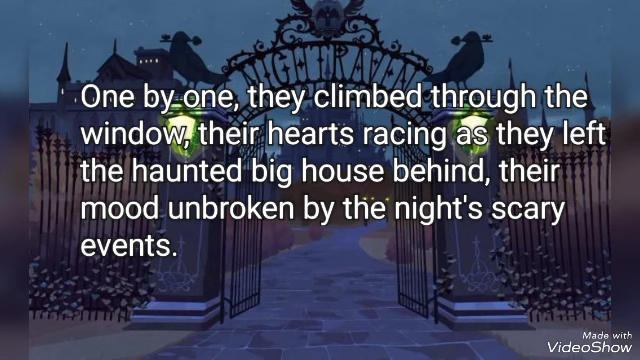 NIGHTRAVEN
One by one, they climbed through the
window, their hearts racing as they left
the haunted big house behind, their
mood unbroken by the night's scary
events.
Made with
VideoShow